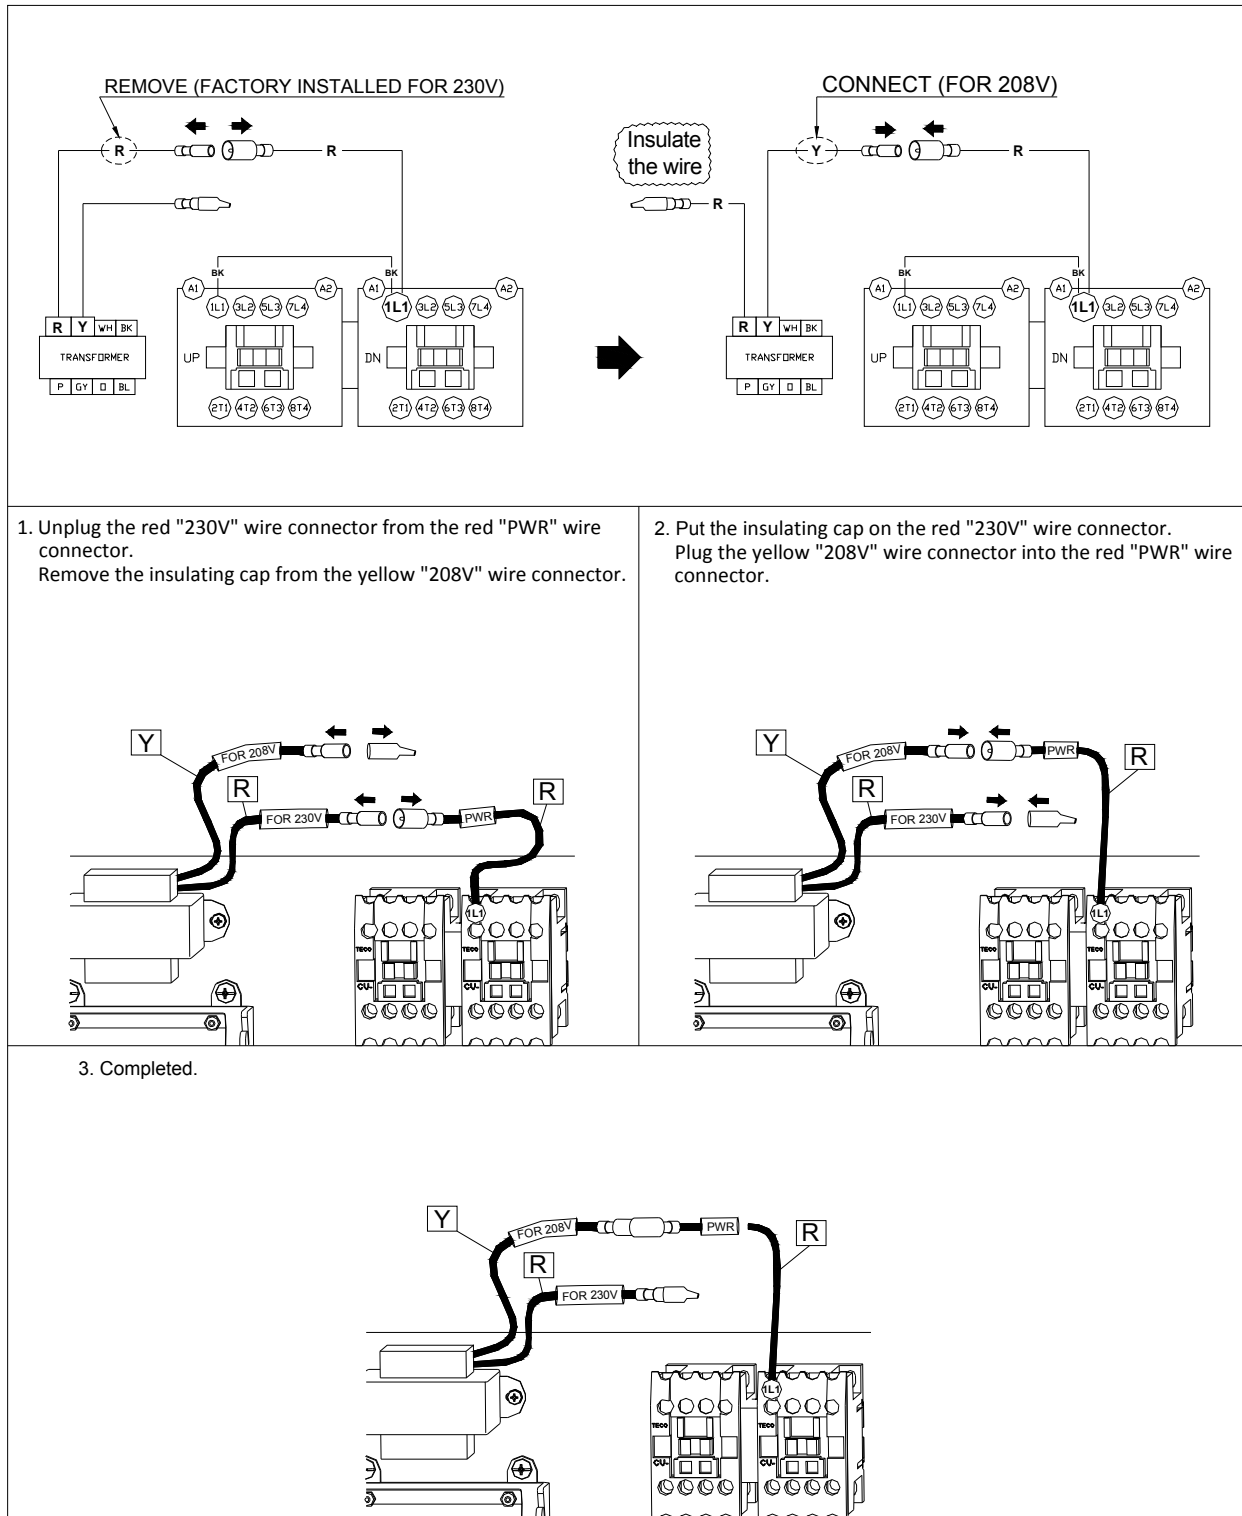 REMOVE (FACTORY INSTALLED FOR 230V)
R
R
BK
BK
A1
1L1
3L2
5L3
7L4
A2
A1
1L1
3L2
5L3
7L4
A2
R Y WH BK
TRANSFORMER
P GY O BL
UP
DN
2T1
4T2
6T3
8T4
2T1
4T2
6T3
8T4
CONNECT (FOR 208V)
Insulate
the wire
Y
R
R
BK
BK
A1
1L1
3L2
5L3
7L4
A2
A1
1L1
3L2
5L3
7L4
A2
R Y WH BK
TRANSFORMER
P GY O BL
UP
DN
2T1
4T2
6T3
8T4
2T1
4T2
6T3
8T4
1. Unplug the red "230V" wire connector from the red "PWR" wire
connector.
Remove the insulating cap from the yellow "208V" wire connector.
Y
FOR 208V
R
FOR 230V
PWR
R
1L1
TECO
TECO
CU-
CU-
2. Put the insulating cap on the red "230V" wire connector.
Plug the yellow "208V" wire connector into the red "PWR" wire
connector.
Y
FOR 208V
PWR
R
R
FOR 230V
1L1
TECO
TECO
CU-
CU-
3. Completed.
Y
FOR 208V
PWR
R
R
FOR 230V
1L1
TECO
TECO
CU-
CU-